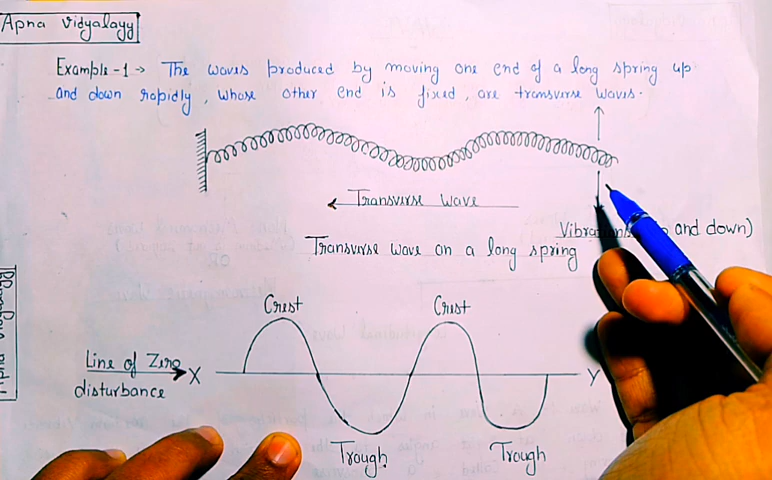 Apna Vidyalayy
Example-1 → The waves produced by moving one end of a long spring up
and down rapidly, whose other end is fixed, are transverse waves.
Transverse wave
Vibrations and down)
Transverse wave on a long spring
Crest Crest
Line of Zero
disturbance X Y
Trough Trough